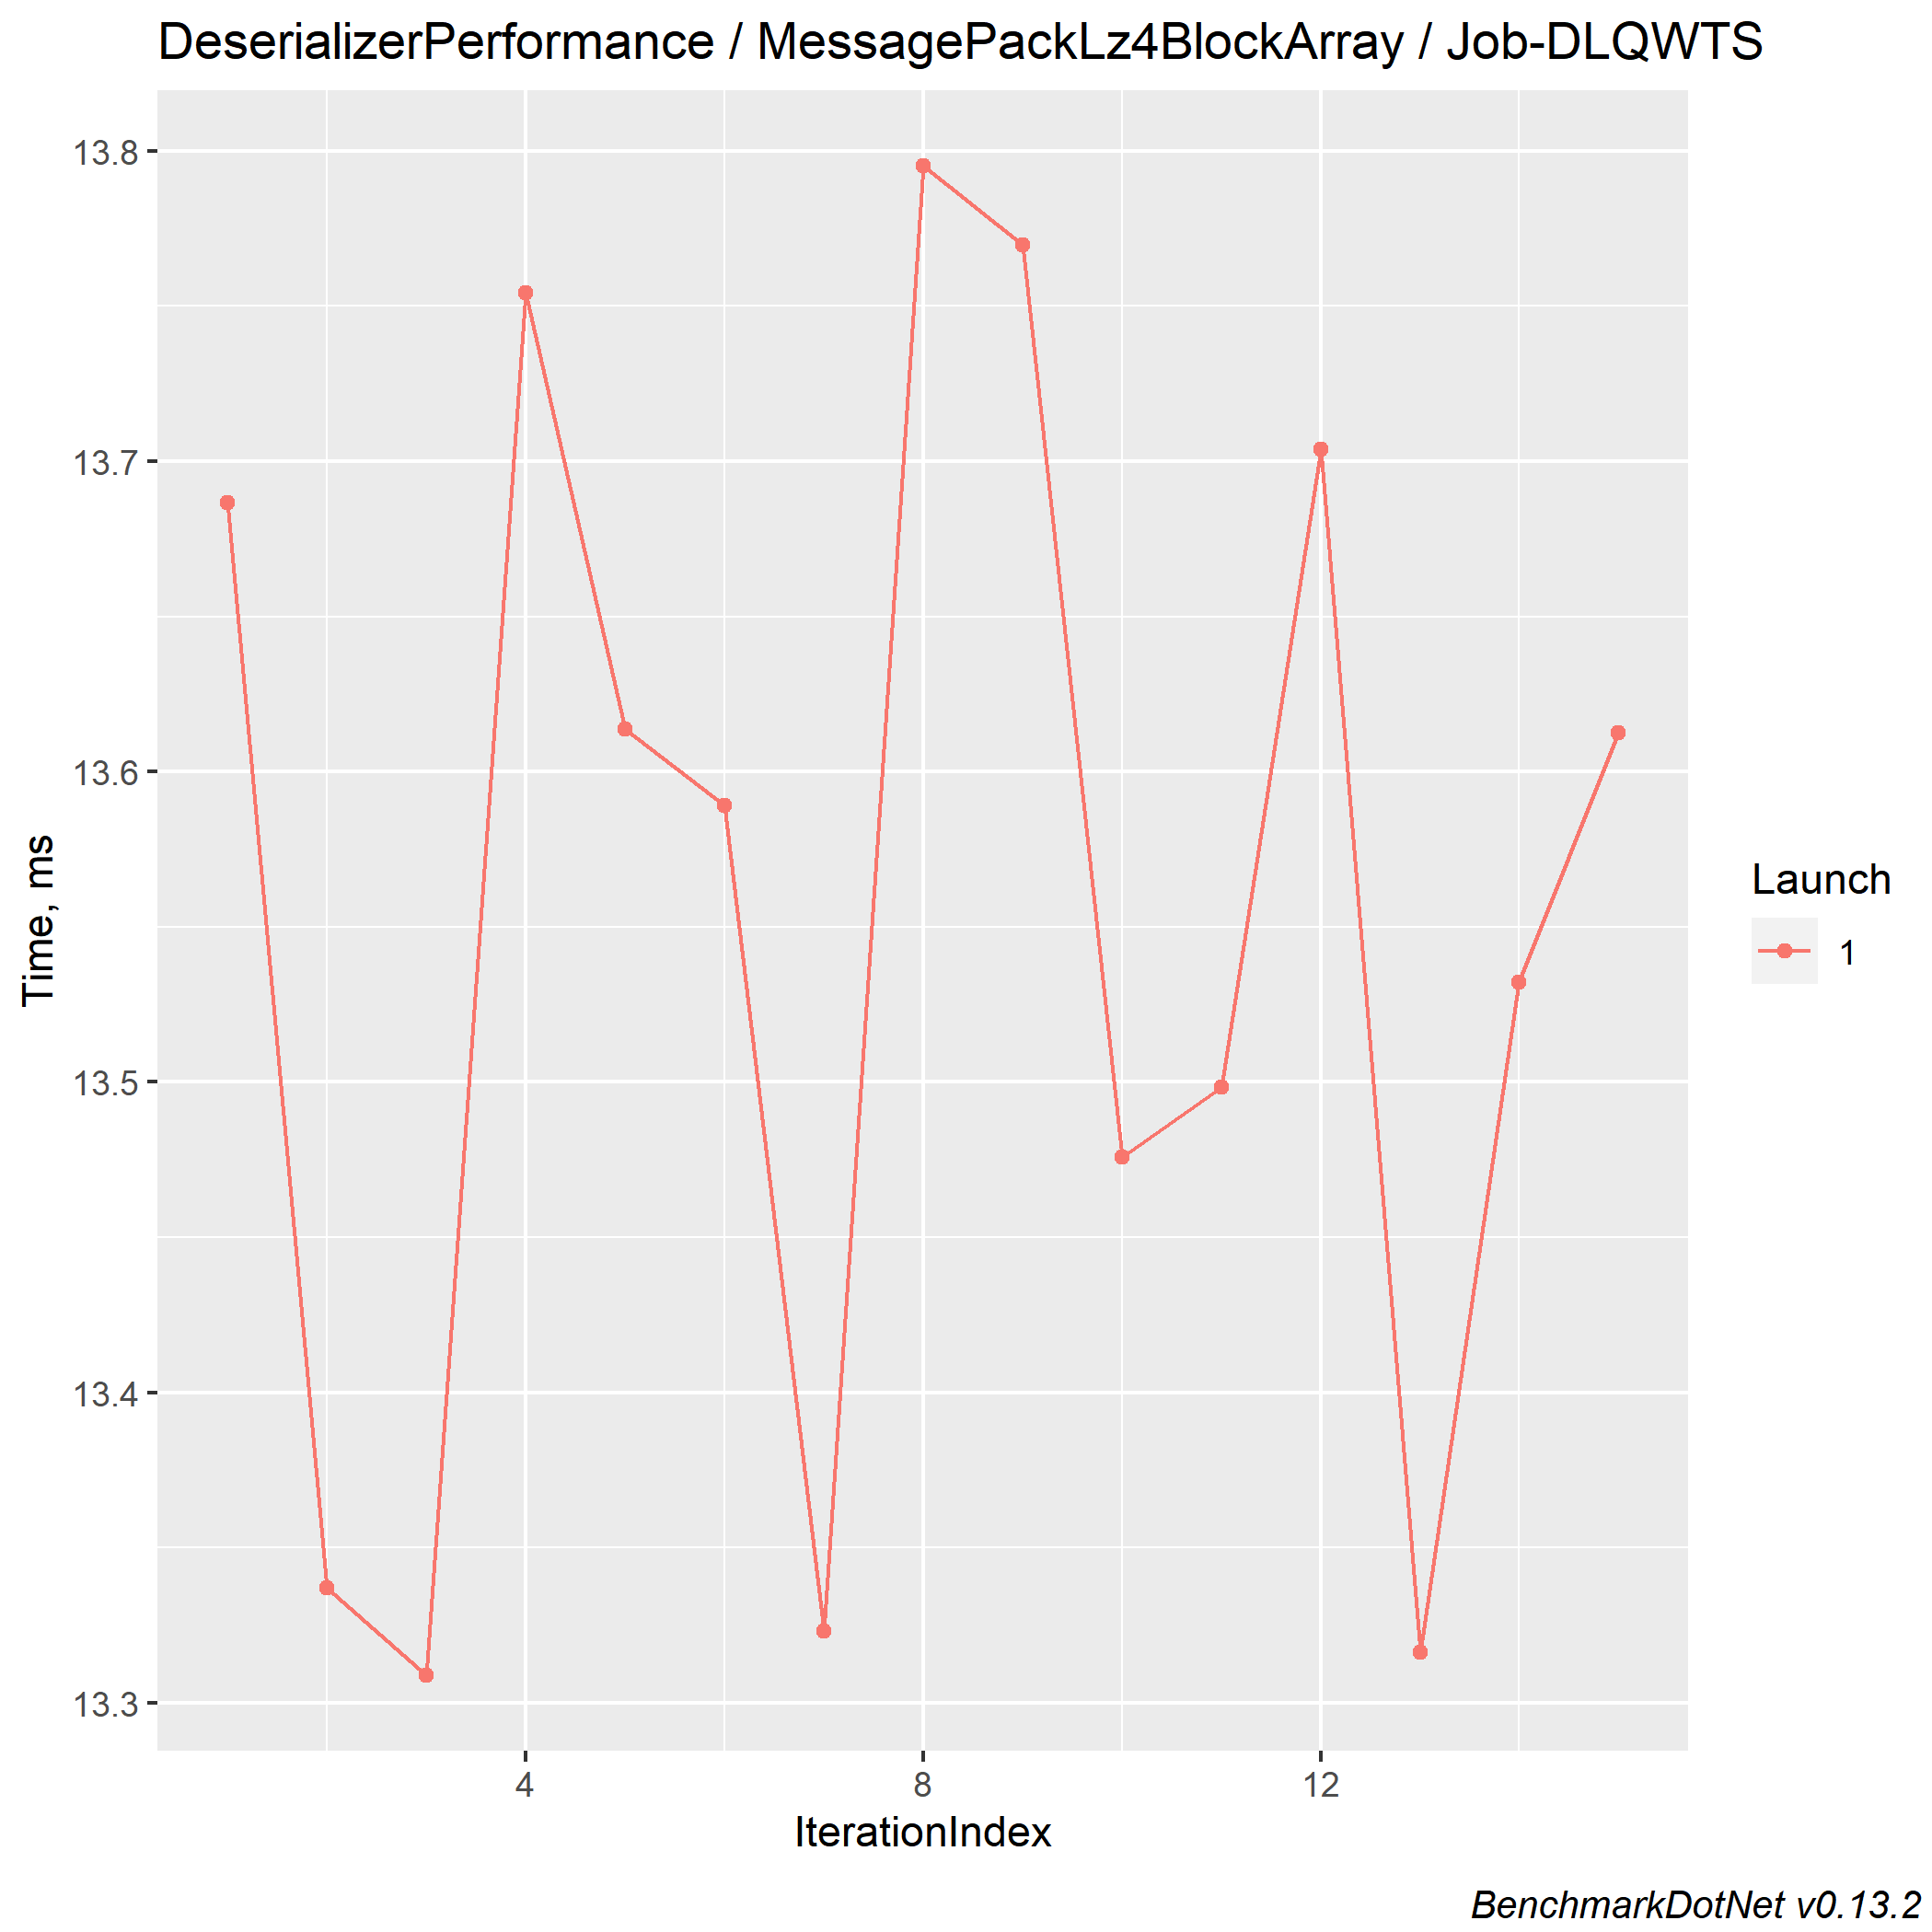 DeserializerPerformance / MessagePackLz4BlockArray / Job-DLQWTS
Time, ms
13.8
13.7
13.6
13.5
13.4
13.3
4
8
12
IterationIndex
Launch
1
BenchmarkDotNet v0.13.2